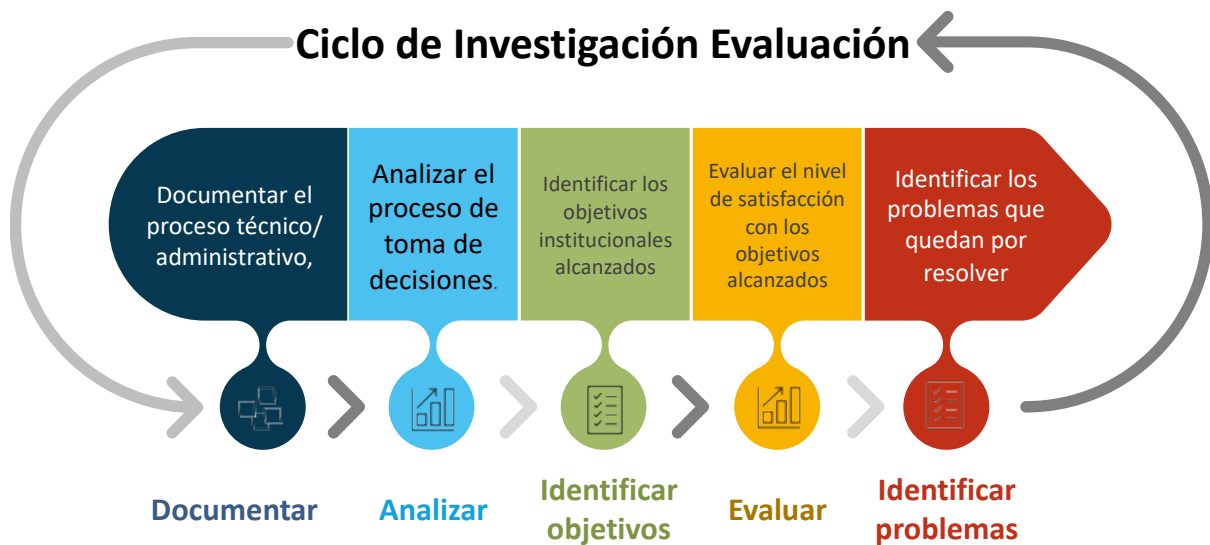 Ciclo de Investigación Evaluación
Documentar el
proceso técnico/
administrativo,
Analizar el
proceso de
toma de
decisiones.
Identificar los
objetivos
institucionales
alcanzados
Evaluar el nivel
de satisfacción
con los
objetivos
alcanzados
Identificar los
problemas que
quedan por
resolver
Documentar
Analizar
Identificar
objetivos
Evaluar
Identificar
problemas